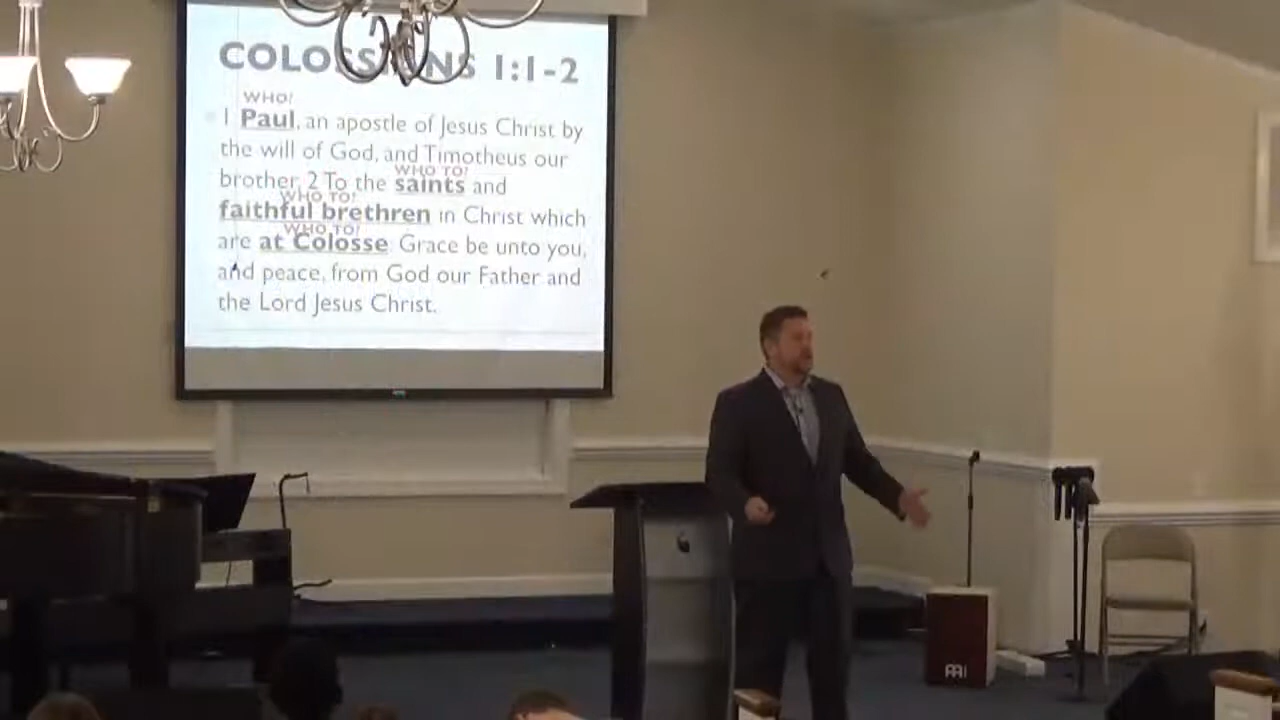 COLOSSIANS 1:1-2
WHO?
1 Paul, an apostle of Jesus Christ by
the will of God, and Timotheus our
WHO TO?
brother, 2 To the saints and
WHO TO?
faithful brethren in Christ which
WHO TO?
are at Colosse Grace be unto you,
and peace, from God our Father and
the Lord Jesus Christ.